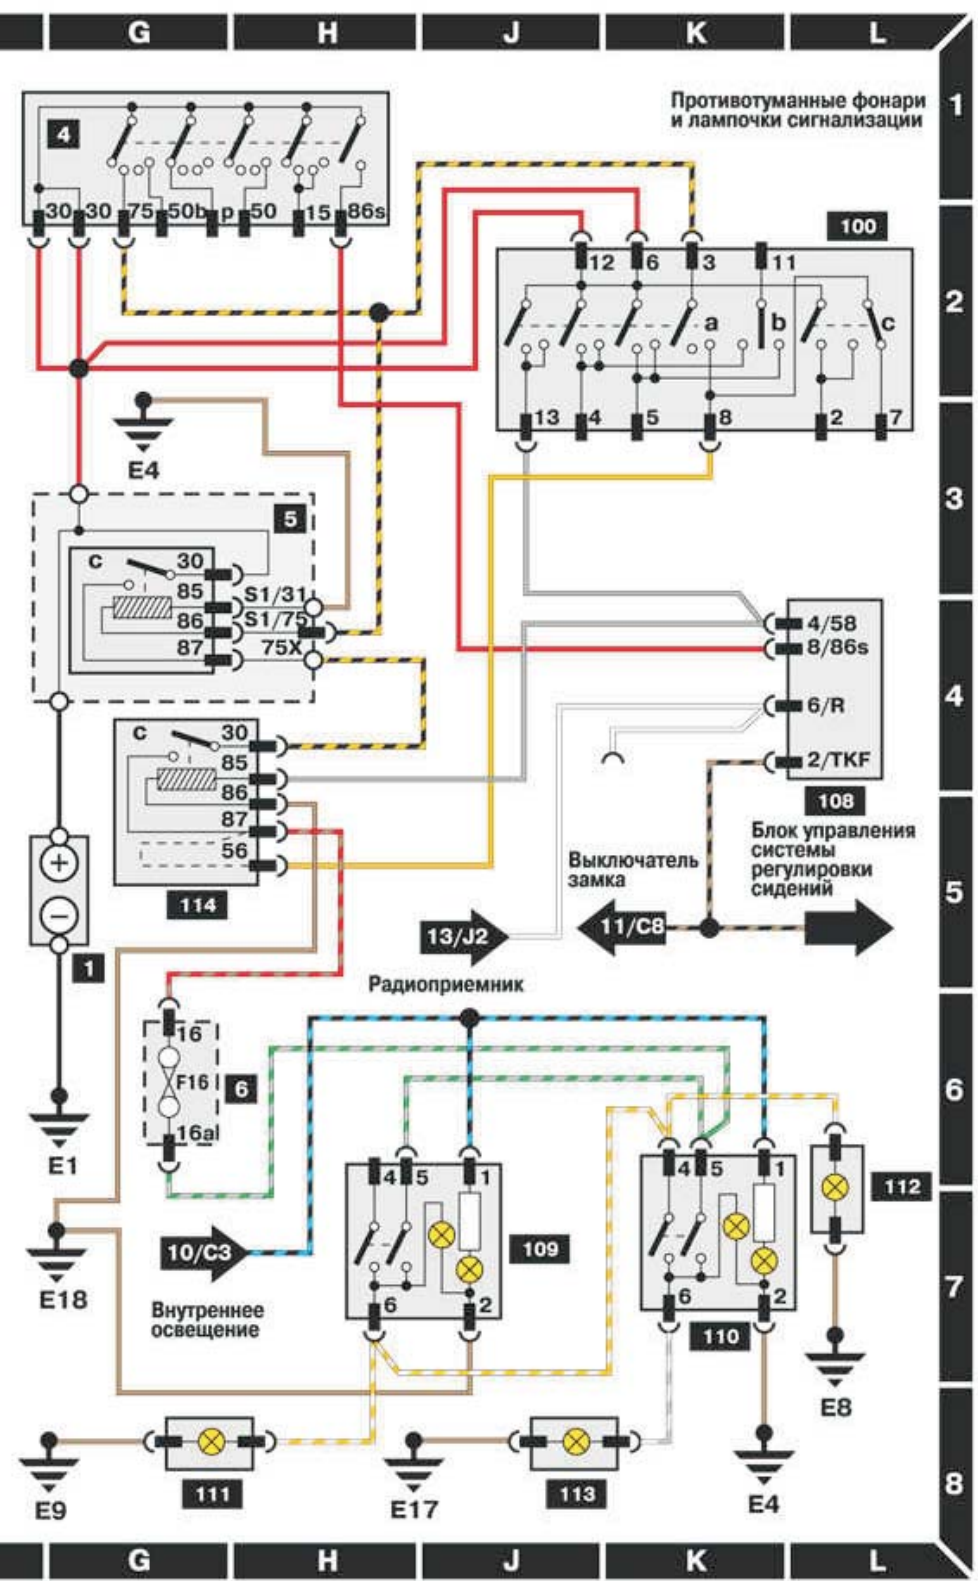 G H J K L
1
Противотуманные фонари
и лампочки сигнализации
4
30 30 75 50b p 50 15 86s
100
12 6 3 11
2
a b c
13 4 5 8 2 7
E4
3
5
c 30
85 S1/31
86 S1/75
87 75X
4/58
8/86s
4
6/R
2/TKF
108
c 30
85
86
87
56
114
Блок управления
системы
регулировки
сидений
Выключатель
замка
5
11/C8
13/J2
+
−
1
Радиоприемник
16
F16
16a
6
6
E1
4 5 1
4 5 1
112
10/C3
109
7
E18
6 2
6 2
110
Внутреннее
освещение
E8
8
111
113
E9
E17
E4
G H J K L